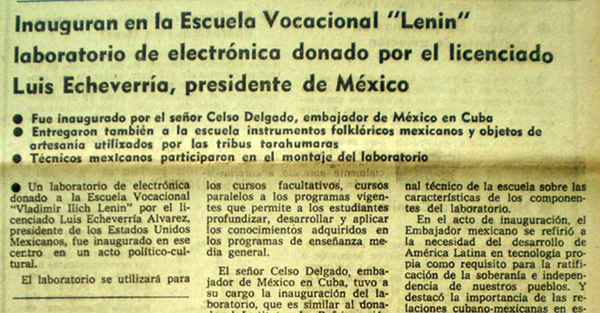 Inauguran en la Escuela Vocacional "Lenin"
laboratorio de electrónica donado por el licenciado
Luis Echeverría, presidente de México
● Fue inaugurado por el señor Celso Delgado, embajador de México en Cuba
● Entregaron también a la escuela instrumentos folklóricos mexicanos y objetos de
artesanía utilizados por las tribus tarahumaras
● Técnicos mexicanos participaron en el montaje del laboratorio
● Un laboratorio de electrónica
donado a la Escuela Vocacional
"Vladimir Ilich Lenin" por el li-
cenciado Luis Echeverría Alvarez,
presidente de los Estados Unidos
Mexicanos, fue inaugurado en ese
centro en un acto político-cul-
tural.
El laboratorio se utilizará para
los cursos facultativos, cursos
paralelos a los programas vigen-
tes que permite a los estudiantes
profundizar, desarrollar y aplicar
los conocimientos adquiridos en
los programas de enseñanza me-
dia general.
El señor Celso Delgado, emba-
jador de México en Cuba, tuvo a
su cargo la inauguración del la-
boratorio, que es similar al dona-
nal técnico de la escuela sobre las
características de los componentes
del laboratorio.
En el acto de inauguración, el
Embajador mexicano se refirió a
la necesidad del desarrollo de
América Latina en tecnología pro-
pia como requisito para la ratifi-
cación de la soberanía e indepen-
dencia de nuestros pueblos. Y
destacó la importancia de las re-
laciones cubano-mexicanas en es-